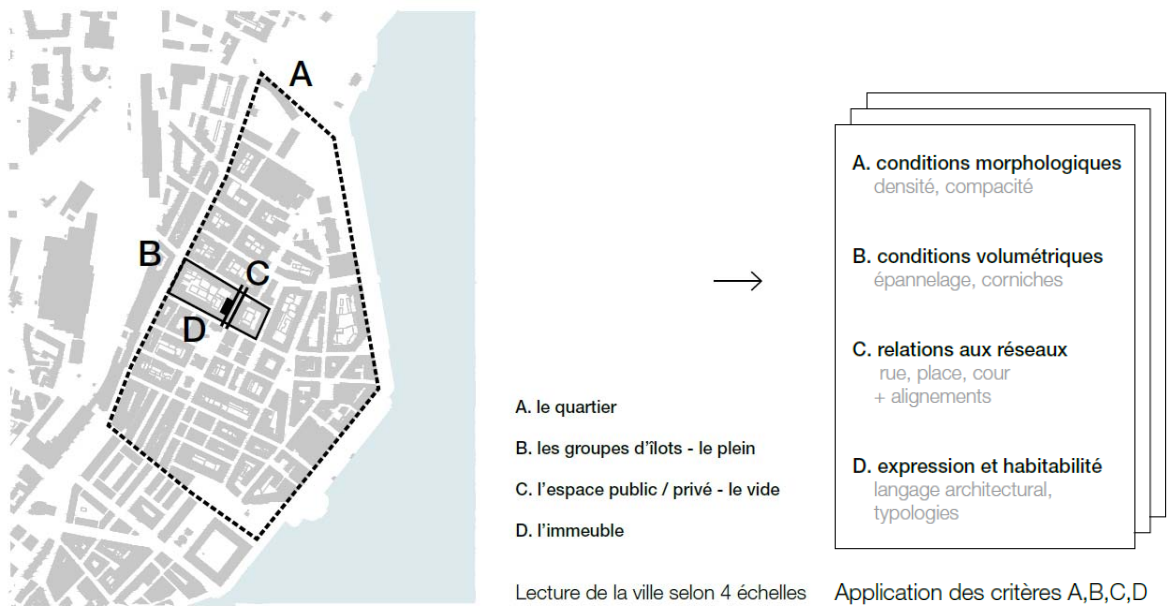 A
B
C
D
A. le quartier
B. les groupes d'îlots - le plein
C. l'espace public / privé - le vide
D. l'immeuble
Lecture de la ville selon 4 échelles
A. conditions morphologiques
densité, compacité
B. conditions volumétriques
épannelage, corniches
C. relations aux réseaux
rue, place, cour
+ alignements
D. expression et habitabilité
langage architectural,
typologies
Application des critères A,B,C,D